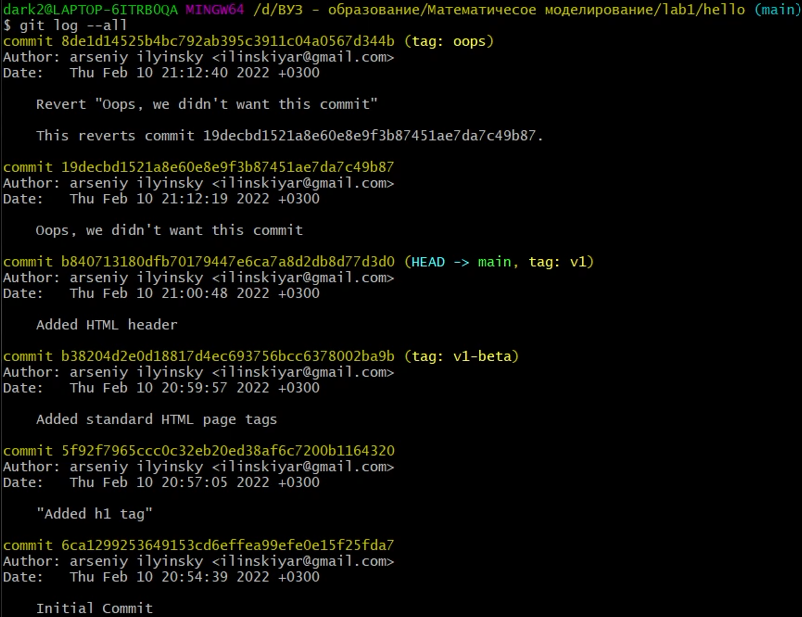 dark2@LAPTOP-6ITRBOQA MINGW64 /d/ВУЗ - образование/Математичесое моделирование/lab1/hello (main)
$ git log --all
commit 8de1d14525b4bc792ab395c3911c04a0567d344b (tag: oops)
Author: arseniy ilyinsky <ilinskiyar@gmail.com>
Date:   Thu Feb 10 21:12:40 2022 +0300
    Revert "Oops, we didn't want this commit"
    This reverts commit 19decbd1521a8e60e8e9f3b87451ae7da7c49b87.
commit 19decbd1521a8e60e8e9f3b87451ae7da7c49b87
Author: arseniy ilyinsky <ilinskiyar@gmail.com>
Date:   Thu Feb 10 21:12:19 2022 +0300
    Oops, we didn't want this commit
commit b840713180dfb70179447e6ca7a8d2db8d77d3d0 (HEAD -> main, tag: v1)
Author: arseniy ilyinsky <ilinskiyar@gmail.com>
Date:   Thu Feb 10 21:00:48 2022 +0300
    Added HTML header
commit b38204d2e0d18817d4ec693756bcc6378002ba9b (tag: v1-beta)
Author: arseniy ilyinsky <ilinskiyar@gmail.com>
Date:   Thu Feb 10 20:59:57 2022 +0300
    Added standard HTML page tags
commit 5f92f7965ccc0c32eb20ed38af6c7200b1164320
Author: arseniy ilyinsky <ilinskiyar@gmail.com>
Date:   Thu Feb 10 20:57:05 2022 +0300
    "Added h1 tag"
commit 6ca1299253649153cd6effea99efe0e15f25fda7
Author: arseniy ilyinsky <ilinskiyar@gmail.com>
Date:   Thu Feb 10 20:54:39 2022 +0300
    Initial Commit